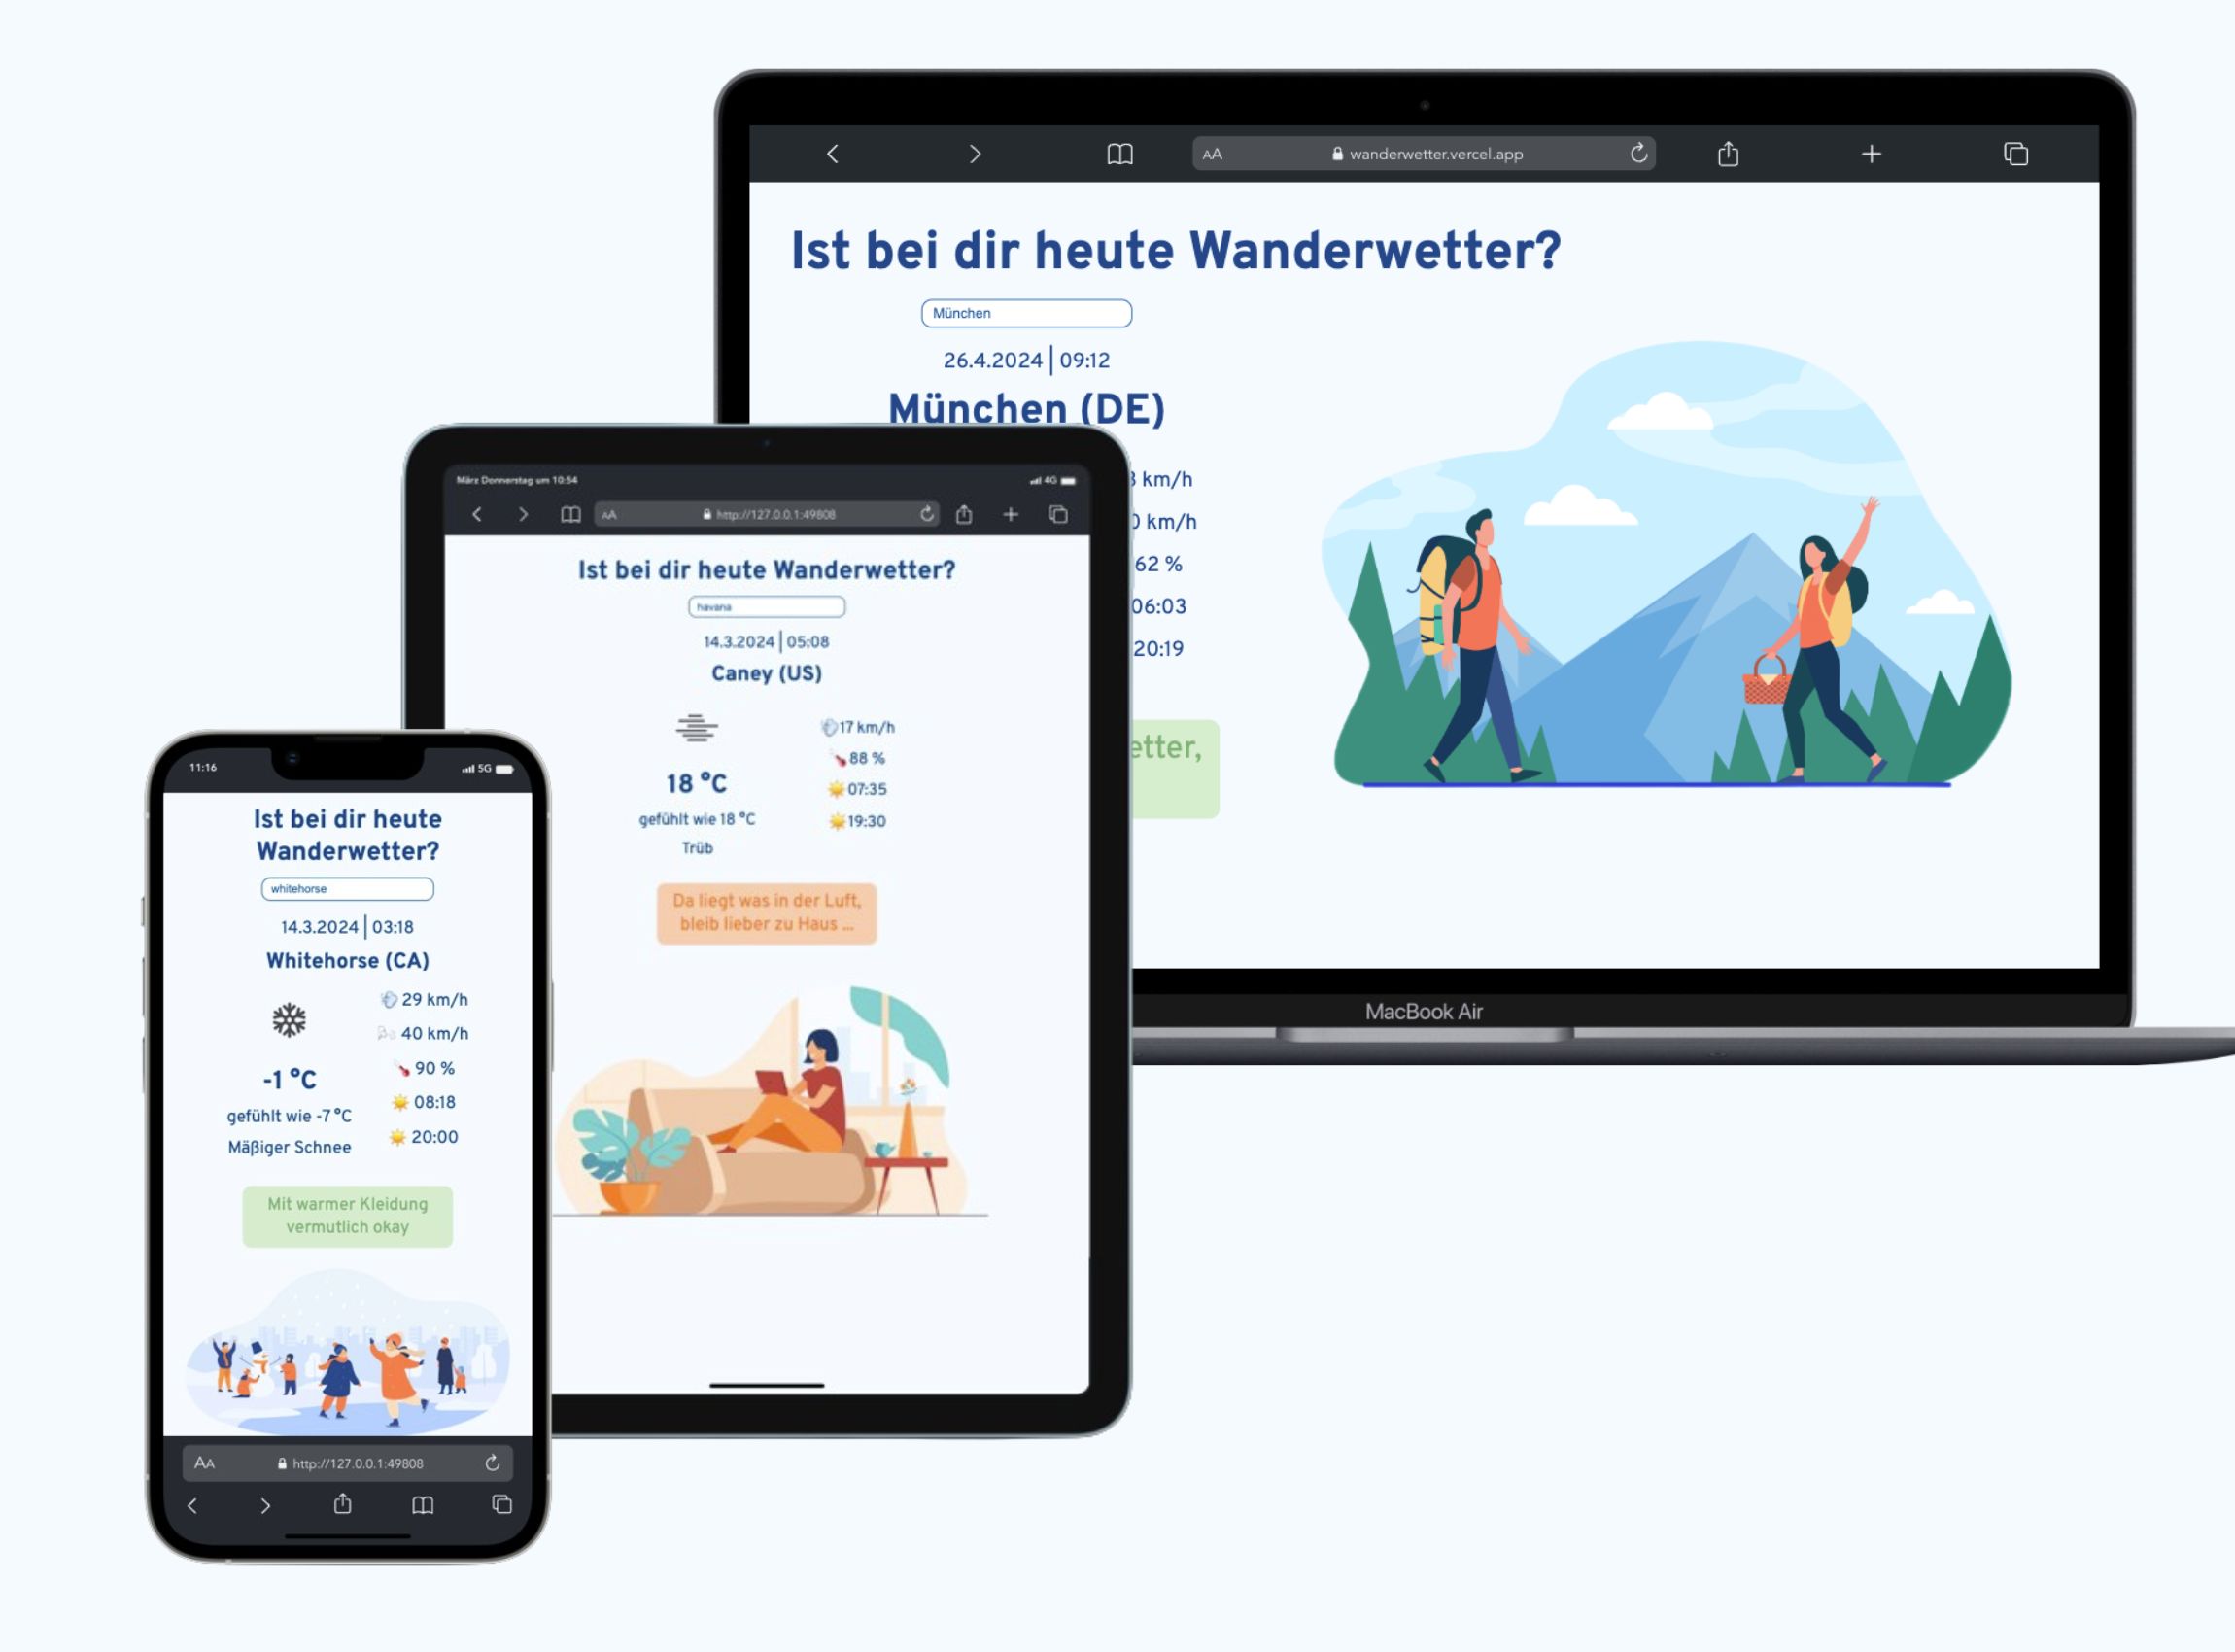 wanderwetter.vercel.app
Ist bei dir heute Wanderwetter?
München
26.4.2024 | 09:12
München (DE)
km/h
km/h
62 %
06:03
20:19
etter,
MacBook Air
März Donnerstag um 10:54
4G
AA
http://127.0.0.1:49808
Ist bei dir heute Wanderwetter?
havana
14.3.2024 | 05:08
Caney (US)
17 km/h
88 %
18 °C
07:35
gefühlt wie 18 °C
19:30
Trüb
Da liegt was in der Luft,
bleib lieber zu Haus ...
11:16
5G
Ist bei dir heute
Wanderwetter?
whitehorse
14.3.2024 | 03:18
Whitehorse (CA)
29 km/h
40 km/h
90 %
-1 °C
08:18
gefühlt wie -7 °C
20:00
Mäßiger Schnee
Mit warmer Kleidung
vermutlich okay
AA
http://127.0.0.1:49808